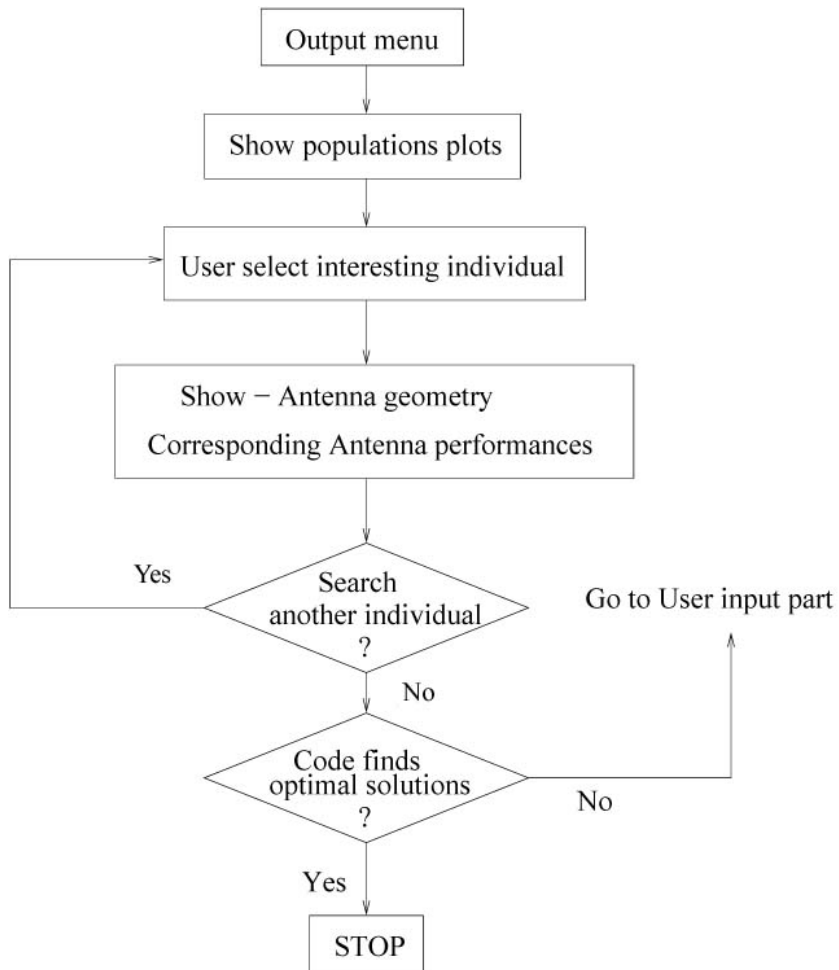 Output menu
Show populations plots
User select interesting individual
Show − Antenna geometry
Corresponding Antenna performances
Yes
Search
another individual
?
Go to User input part
No
Code finds
optimal solutions
?
No
Yes
STOP